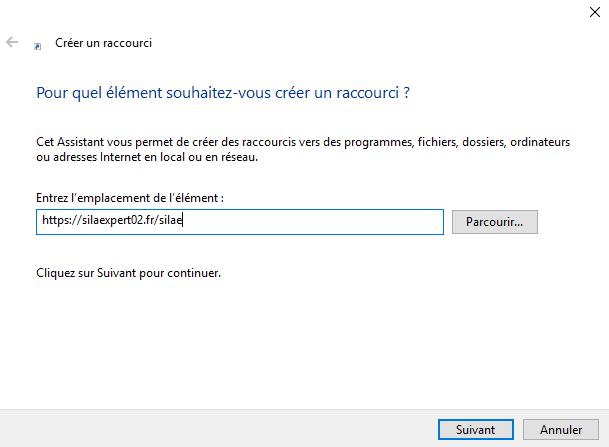 Créer un raccourci
Pour quel élément souhaitez-vous créer un raccourci ?
Cet Assistant vous permet de créer des raccourcis vers des programmes, fichiers, dossiers, ordinateurs
ou adresses Internet en local ou en réseau.
Entrez l'emplacement de l'élément :
https://silaexpert02.fr/silae
Parcourir...
Cliquez sur Suivant pour continuer.
Suivant
Annuler